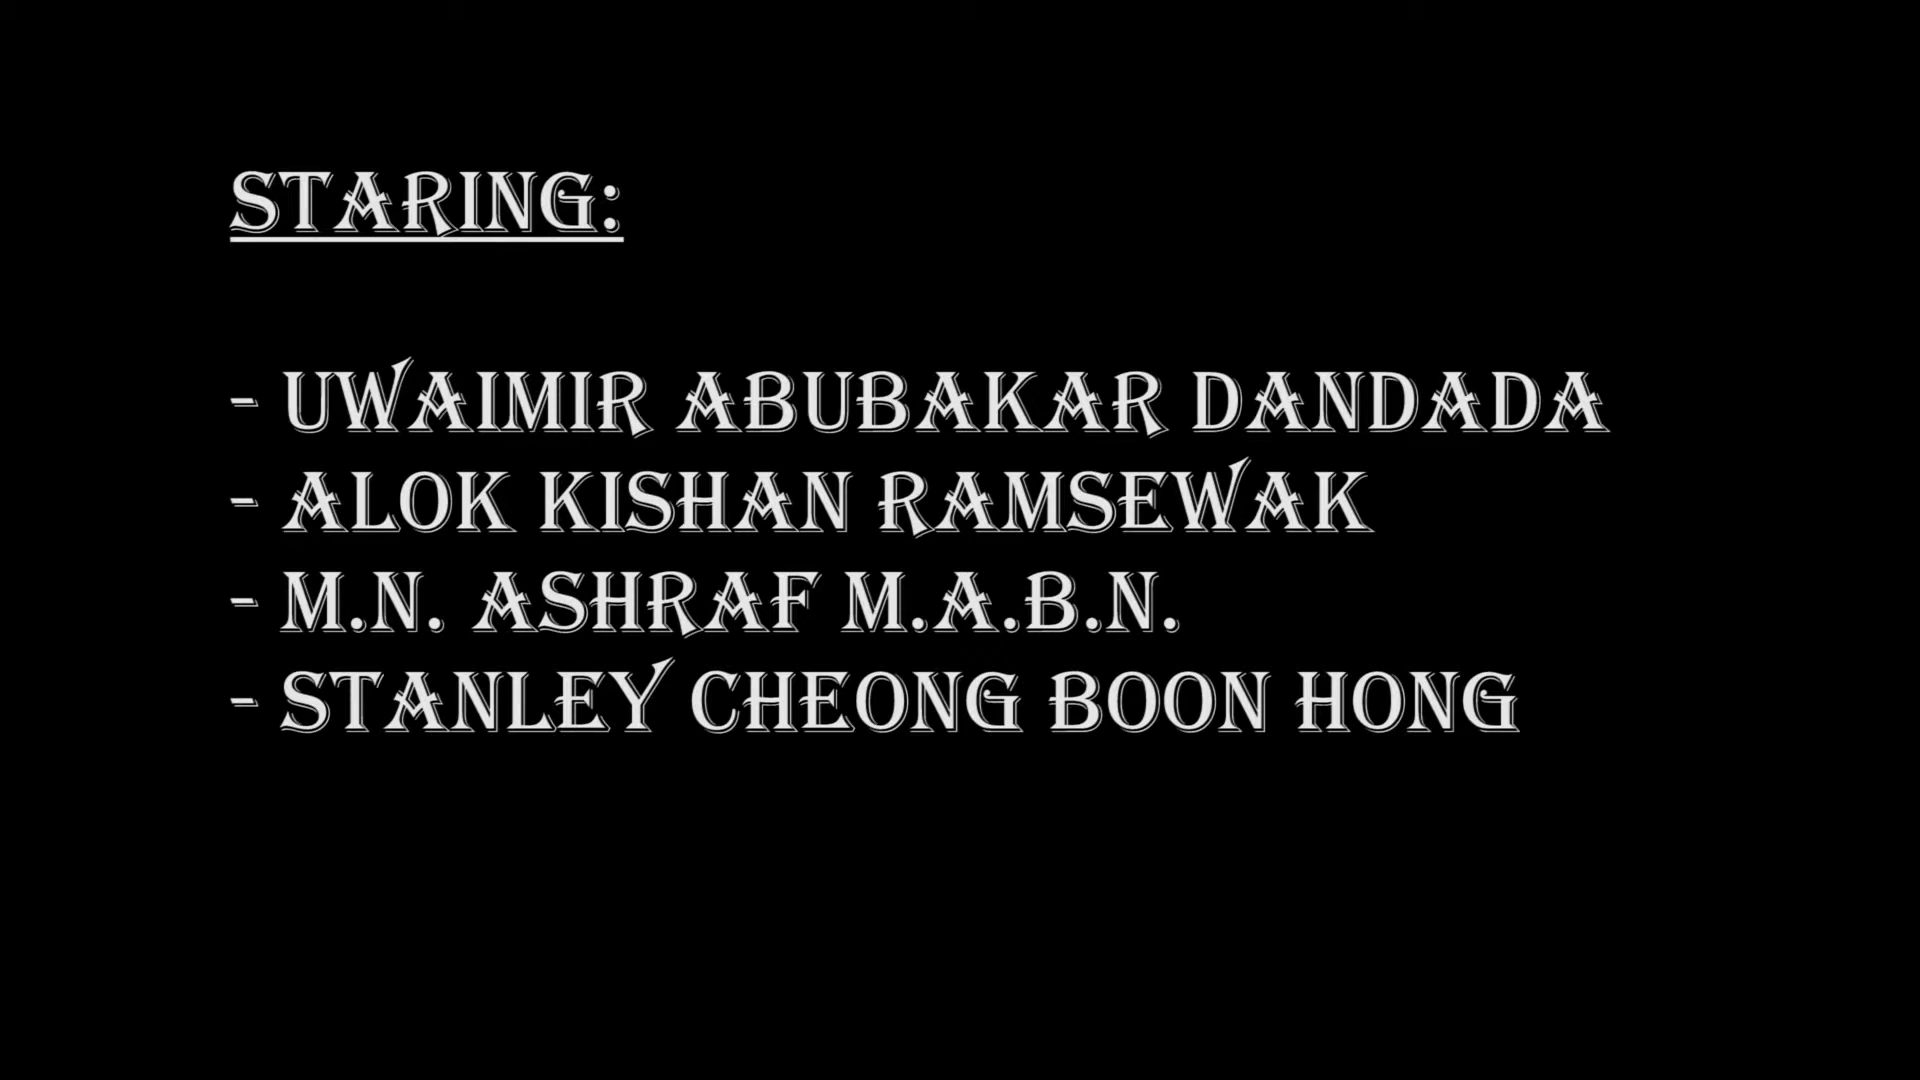 STARING:
- UWAIMIR ABUBAKAR DANDADA
- ALOK KISHAN RAMSEWAK
- M.N. ASHRAF M.A.B.N.
- STANLEY CHEONG BOON HONG